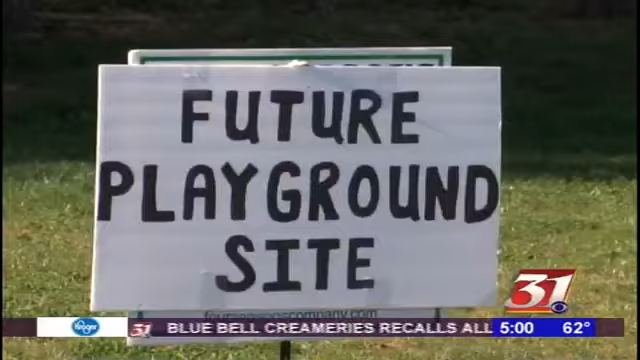 FUTURE
PLAYGROUND
SITE
31
Kroger 31 BLUE BELL CREAMERIES RECALLS ALL 5:00 62°